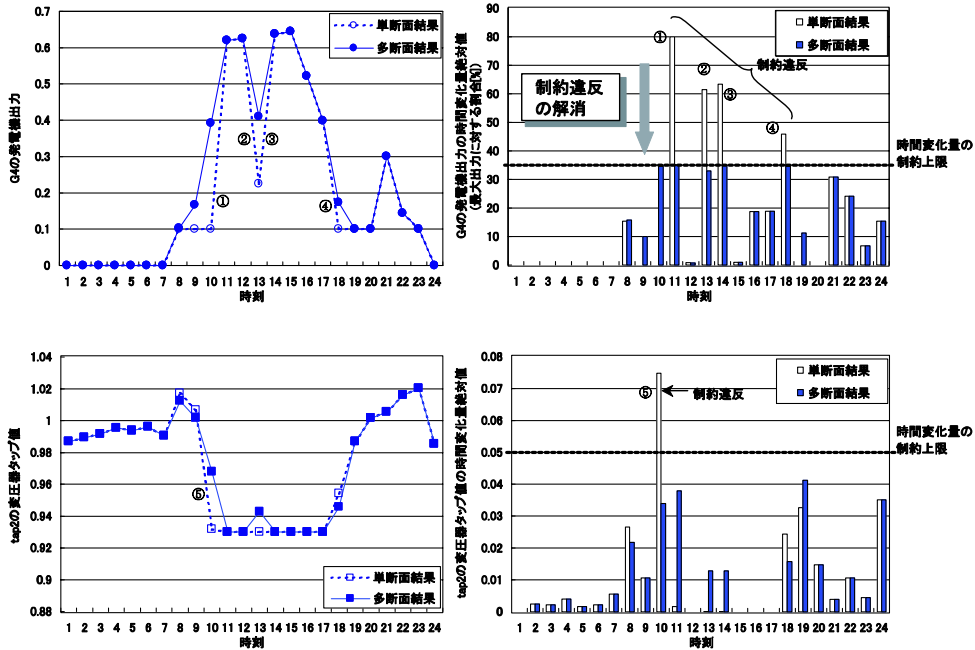 G4の発電機出力
0.7
0.6
0.5
0.4
0.3
0.2
0.1
0
単断面結果
多断面結果
①
②
③
④
1 2 3 4 5 6 7 8 9 10 11 12 13 14 15 16 17 18 19 20 21 22 23 24
時刻
G4の発電機出力の時間変化量絶対値
(最大出力に対する割合(%))
90
80
70
60
50
40
30
20
10
0
単断面結果
多断面結果
①
②
③
④
制約違反
制約違反
の解消
時間変化量の
制約上限
1 2 3 4 5 6 7 8 9 10 11 12 13 14 15 16 17 18 19 20 21 22 23 24
時刻
tap2の変圧器タップ値
1.04
1.02
1
0.98
0.96
0.94
0.92
0.9
0.88
⑤
単断面結果
多断面結果
1 2 3 4 5 6 7 8 9 10 11 12 13 14 15 16 17 18 19 20 21 22 23 24
時刻
tap2の変圧器タップ値の時間変化量絶対値
0.08
0.07
0.06
0.05
0.04
0.03
0.02
0.01
0
単断面結果
多断面結果
⑤
制約違反
時間変化量の
制約上限
1 2 3 4 5 6 7 8 9 10 11 12 13 14 15 16 17 18 19 20 21 22 23 24
時刻